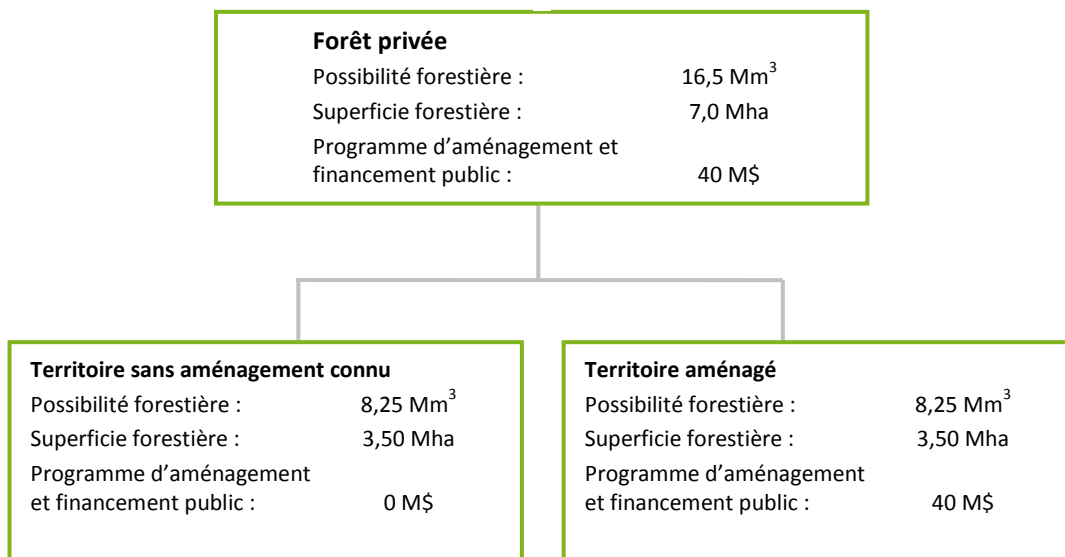 Forêt privée
Possibilité forestière : 16,5 Mm³
Superficie forestière : 7,0 Mha
Programme d’aménagement et
financement public : 40 M$
Territoire sans aménagement connu
Possibilité forestière : 8,25 Mm³
Superficie forestière : 3,50 Mha
Programme d’aménagement
et financement public : 0 M$
Territoire aménagé
Possibilité forestière : 8,25 Mm³
Superficie forestière : 3,50 Mha
Programme d’aménagement
et financement public : 40 M$